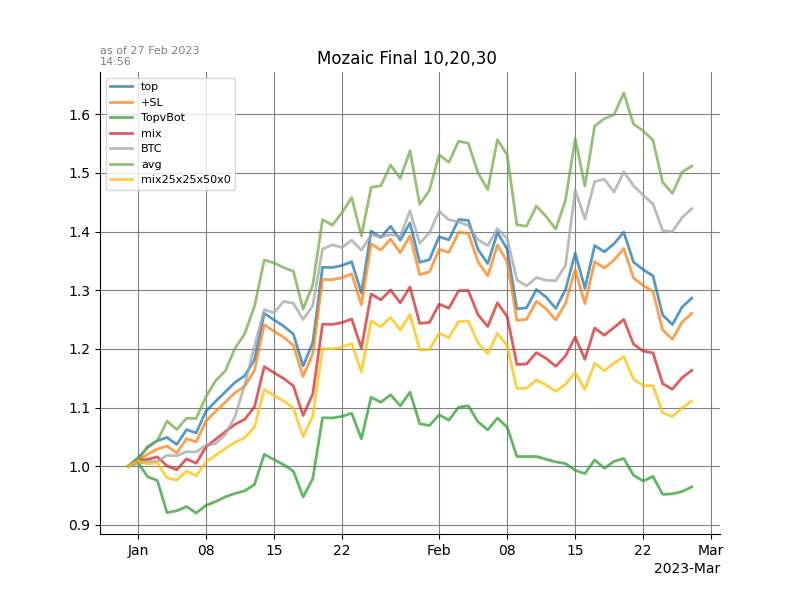 as of 27 Feb 2023
14:56
Mozaic Final 10,20,30
top
+SL
TopvBot
mix
BTC
avg
mix25x25x50x0
1.6
1.5
1.4
1.3
1.2
1.1
1.0
0.9
Jan 08 15 22 Feb 08 15 22 Mar
2023-Mar